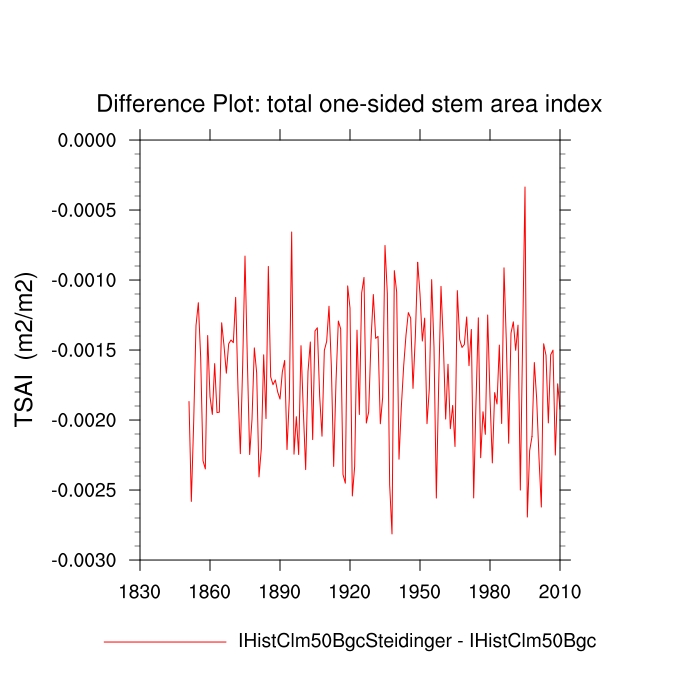 Difference Plot: total one-sided stem area index
TSAI (m2/m2)
0.0000
-0.0005
-0.0010
-0.0015
-0.0020
-0.0025
-0.0030
1830 1860 1890 1920 1950 1980 2010
IHistClm50BgcSteidinger - IHistClm50Bgc